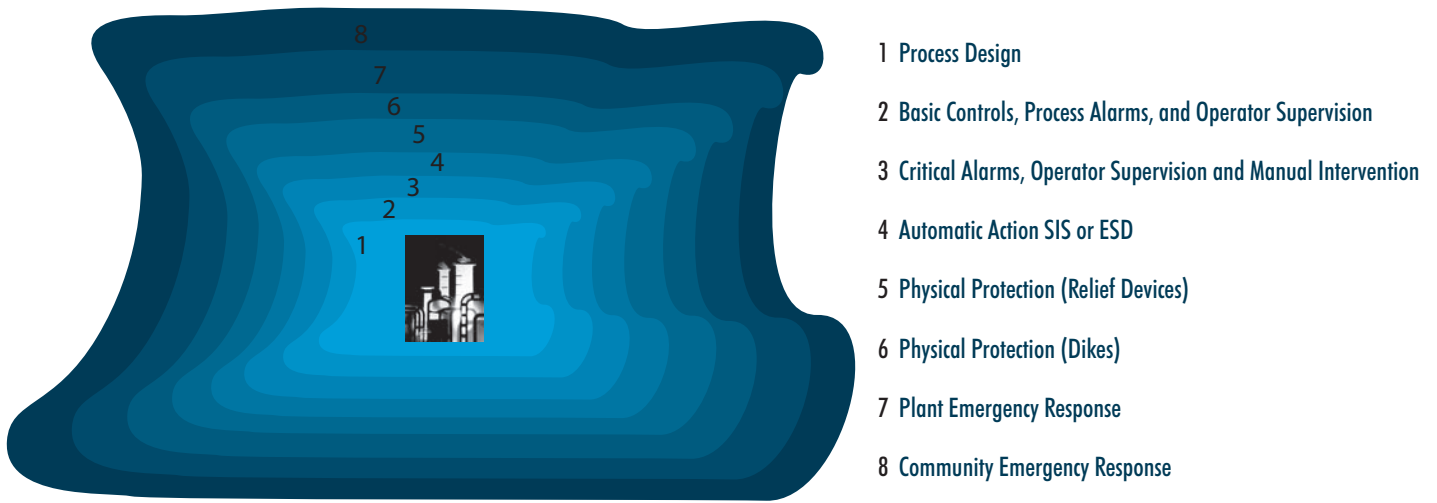 8
7
6
5
4
3
2
1
1 Process Design
2 Basic Controls, Process Alarms, and Operator Supervision
3 Critical Alarms, Operator Supervision and Manual Intervention
4 Automatic Action SIS or ESD
5 Physical Protection (Relief Devices)
6 Physical Protection (Dikes)
7 Plant Emergency Response
8 Community Emergency Response